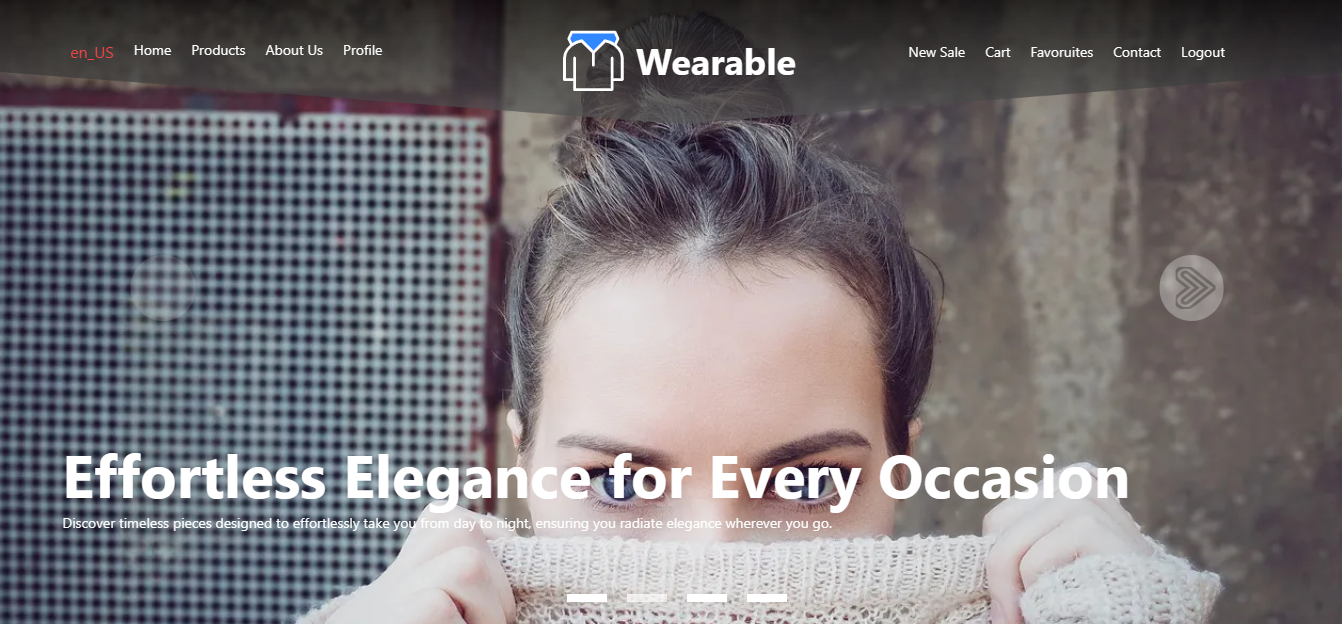 en_US Home Products About Us Profile
Wearable
New Sale Cart Favoruites Contact Logout
Effortless Elegance for Every Occasion
Discover timeless pieces designed to effortlessly take you from day to night, ensuring you radiate elegance wherever you go.